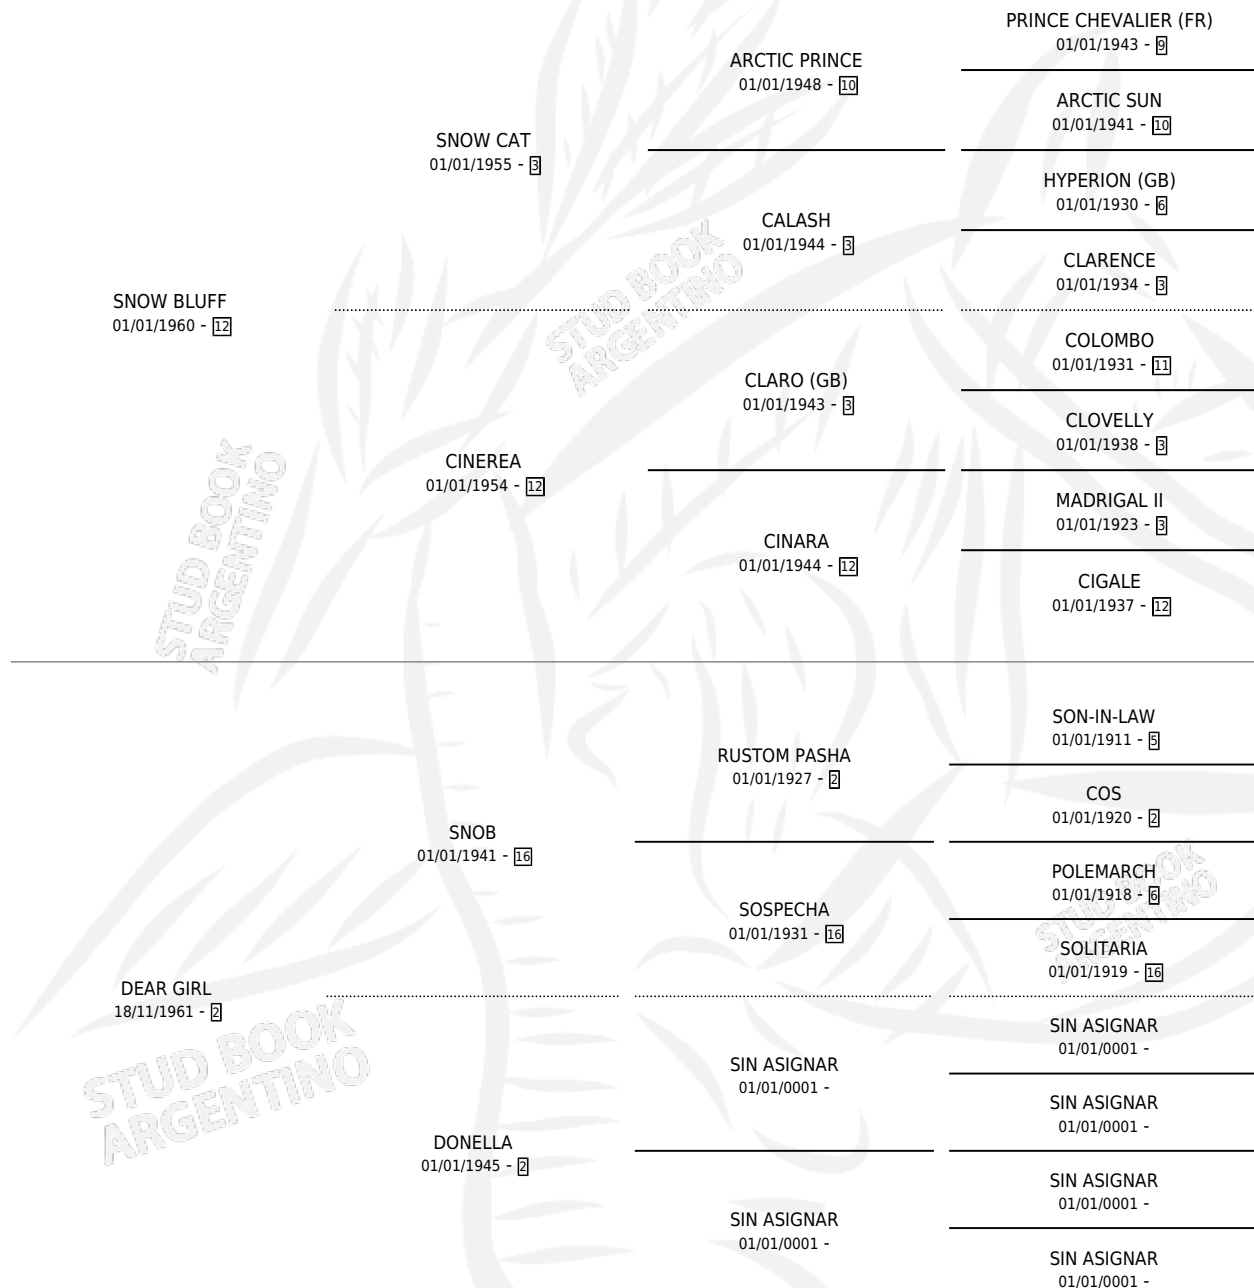 PRINCE CHEVALIER (FR)
01/01/1943 - 9
ARCTIC PRINCE
01/01/1948 - 10
ARCTIC SUN
01/01/1941 - 10
SNOW CAT
01/01/1955 - 3
HYPERION (GB)
01/01/1930 - 6
CALASH
01/01/1944 - 3
CLARENCE
01/01/1934 - 3
SNOW BLUFF
01/01/1960 - 12
COLOMBO
01/01/1931 - 11
CLARO (GB)
01/01/1943 - 3
CLOVELLY
01/01/1938 - 3
CINEREA
01/01/1954 - 12
MADRIGAL II
01/01/1923 - 3
CINARA
01/01/1944 - 12
CIGALE
01/01/1937 - 12
SON-IN-LAW
01/01/1911 - 5
RUSTOM PASHA
01/01/1927 - 2
COS
01/01/1920 - 2
SNOB
01/01/1941 - 16
POLEMARCH
01/01/1918 - 6
SOSPECHA
01/01/1931 - 16
SOLITARIA
01/01/1919 - 16
DEAR GIRL
18/11/1961 - 2
SIN ASIGNAR
01/01/0001 -
SIN ASIGNAR
01/01/0001 -
SIN ASIGNAR
01/01/0001 -
DONELLA
01/01/1945 - 2
SIN ASIGNAR
01/01/0001 -
SIN ASIGNAR
01/01/0001 -
SIN ASIGNAR
01/01/0001 -
STUD BOOK
ARGENTINO
STUD BOOK
ARGENTINO
STUD BOOK
ARGENTINO
STUD BOOK
ARGENTINO